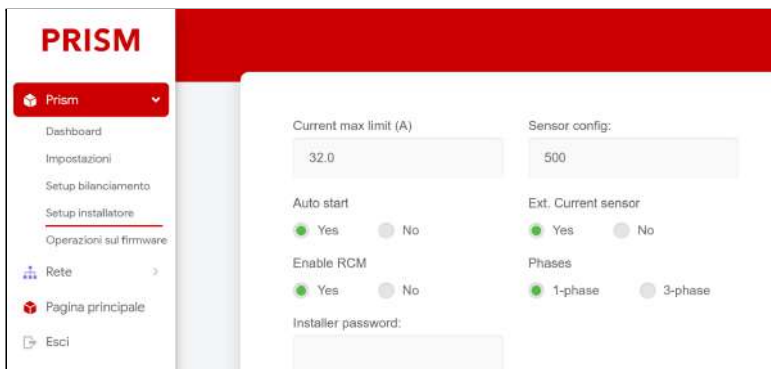 PRISM
Prism
Dashboard
Impostazioni
Setup bilanciamento
Setup installatore
Operazioni sul firmware
Rete
Pagina principale
Esci
Current max limit (A)
Sensor config:
32.0
500
Auto start
Ext. Current sensor
Yes No
Yes No
Enable RCM
Phases
Yes No
1-phase 3-phase
Installer password: